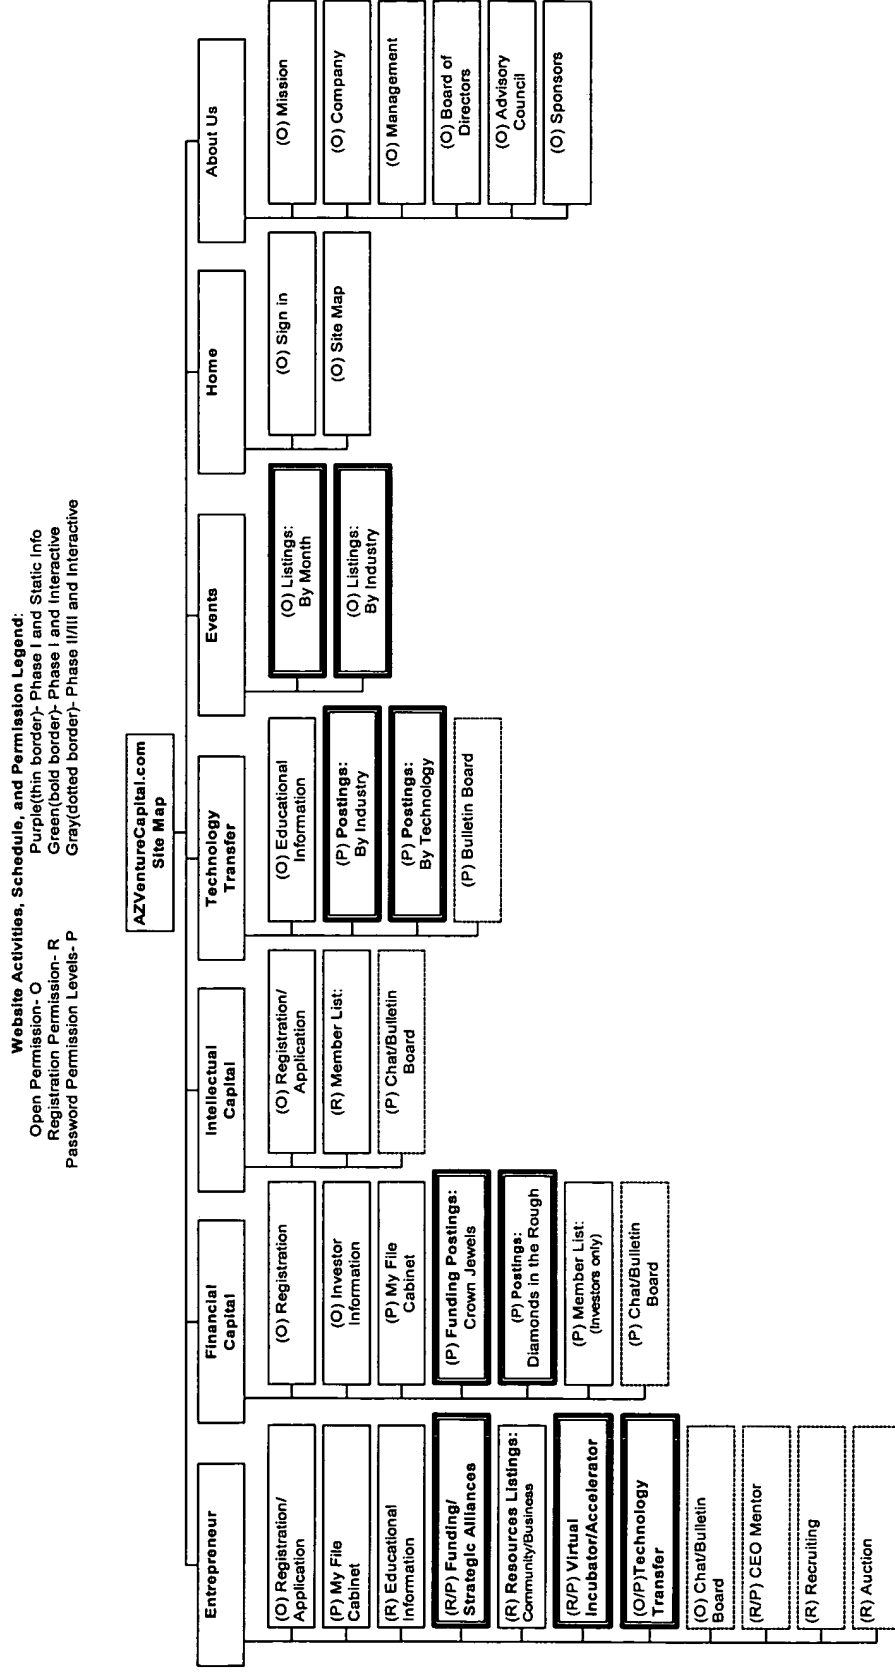 Website Activities, Schedule, and Permission Legend:
Open Permission- O
Registration Permission- R
Password Permission Levels- P
Purple(thin border)- Phase I and Static Info
Green(bold border)- Phase I and Interactive
Gray(dotted border)- Phase II/III and Interactive
AZVentureCapital.com
Site Map
Entrepreneur
(O) Registration/
Application
(P) My File
Cabinet
(R) Educational
Information
(R/P) Funding/
Strategic Alliances
(R) Resources Listings:
Community/Business
(R/P) Virtual
Incubator/Accelerator
(O/P)Technology
Transfer
(O) Chat/Bulletin
Board
(R/P) CEO Mentor
(R) Recruiting
(R) Auction
Financial
Capital
(O) Registration
(O) Investor
Information
(P) My File
Cabinet
(P) Funding Postings:
Crown Jewels
(P) Postings:
Diamonds in the Rough
(P) Member List:
(Investors only)
(P) Chat/Bulletin
Board
Intellectual
Capital
(O) Registration/
Application
(R) Member List:
(P) Chat/Bulletin
Board
Technology
Transfer
(O) Educational
Information
(P) Postings:
By Industry
(P) Postings:
By Technology
(P) Bulletin Board
Events
(O) Listings:
By Month
(O) Listings:
By Industry
Home
(O) Sign in
(O) Site Map
About Us
(O) Mission
(O) Company
(O) Management
(O) Board of
Directors
(O) Advisory
Council
(O) Sponsors